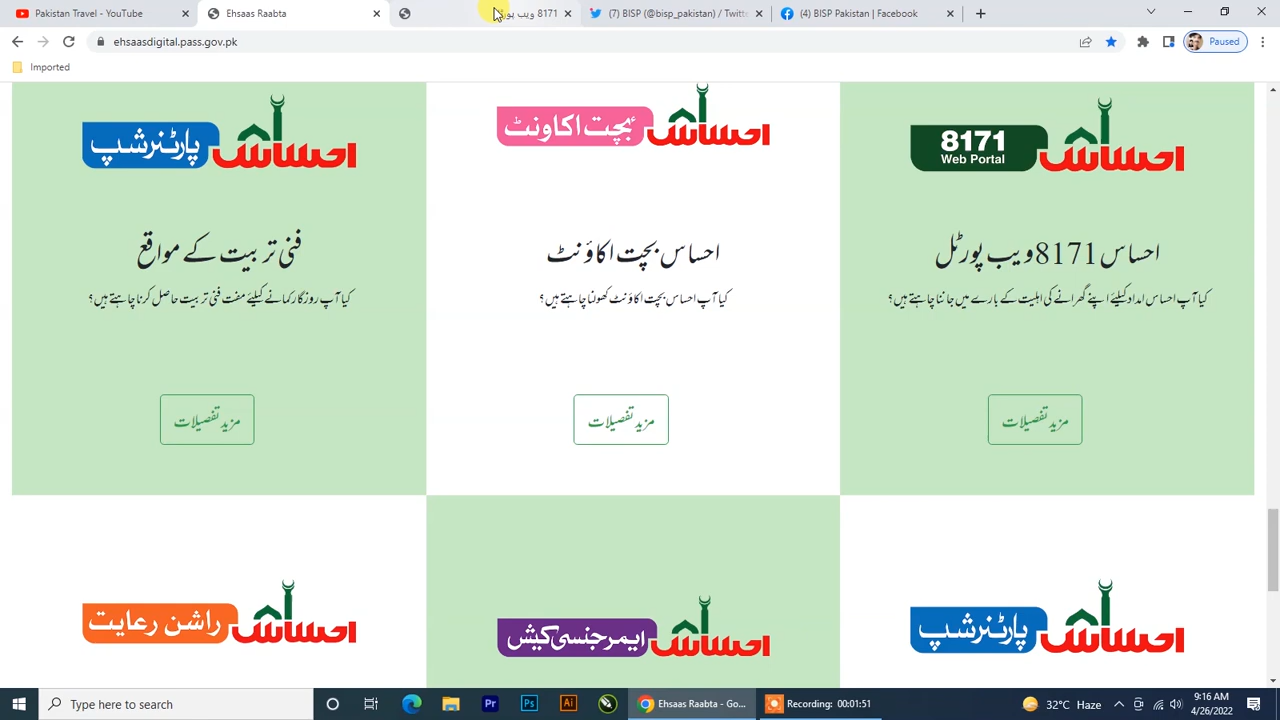 Pakistan Travel - YouTube
Ehsaas Raabta
8171 ویب پور
(7) BISP (@bisp_pakistan) / Twitt
(4) BISP Pakistan | Facebook
ehsaasdigital.pass.gov.pk
Paused
Imported
احساس 8171 Web Portal
احساس بچت اکاونٹ
احساس پارٹنرشپ
احساس 8171 ویب پورٹل
احساس بچت اکاؤنٹ
فنی تربیت کے مواقع
کیا آپ احساس امداد کیلئے اپنے گھرانے کی اہلیت کے بارے میں جاننا چاہتے ہیں؟
کیا آپ احساس بچت اکاؤنٹ کھولنا چاہتے ہیں؟
کیا آپ روزگار کمانے کیلئے مفت فنی تربیت حاصل کرنا چاہتے ہیں؟
مزید تفصیلات
مزید تفصیلات
مزید تفصیلات
احساس پارٹنرشپ
احساس ایمرجنسی کیش
احساس راشن رعایت
Type here to search
Pr
Ps
Ai
Ehsaas Raabta - Go...
Recording: 00:01:51
32°C Haze
9:16 AM
4/26/2022